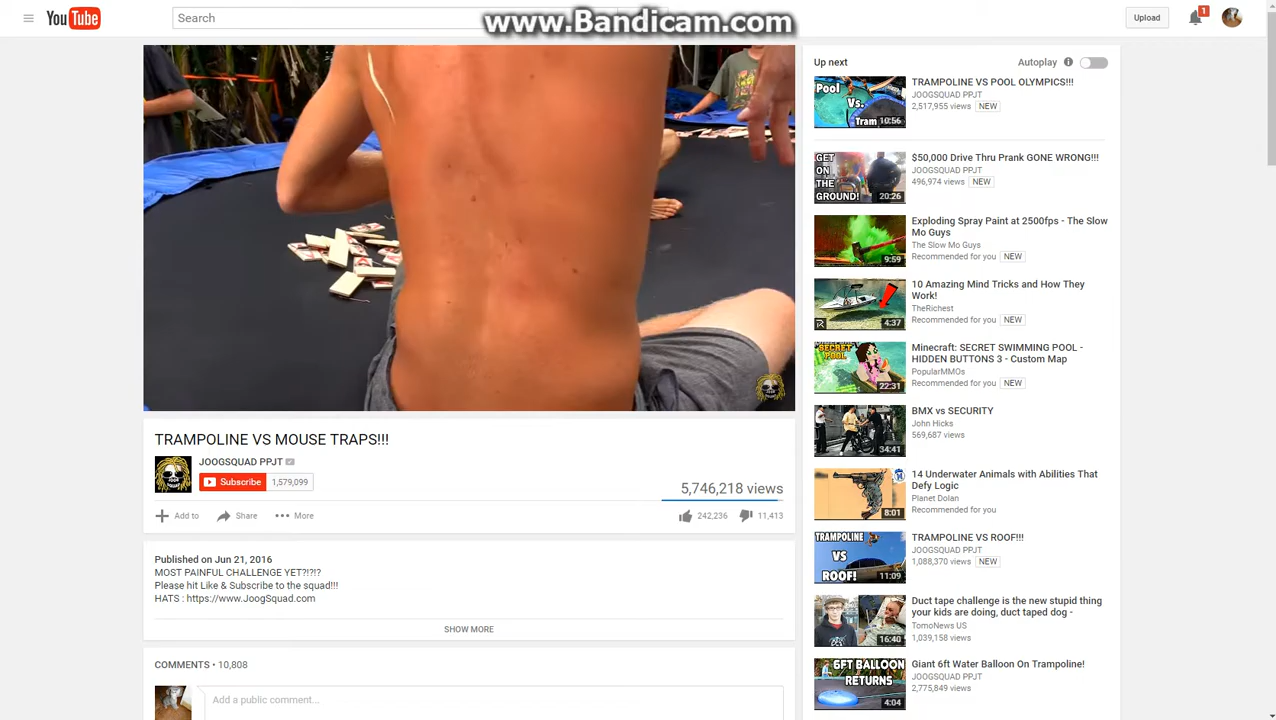 YouTube
Search
www.Bandicam.com
Upload
1
Up next
Autoplay
Pool
Vs.
Tram
10:56
TRAMPOLINE VS POOL OLYMPICS!!!
JOOGSQUAD PPJT
2,517,955 views NEW
GET
ON
THE
GROUND!
20:26
$50,000 Drive Thru Prank GONE WRONG!!!
JOOGSQUAD PPJT
496,974 views NEW
9:59
Exploding Spray Paint at 2500fps - The Slow
Mo Guys
The Slow Mo Guys
Recommended for you NEW
4:37
10 Amazing Mind Tricks and How They
Work!
TheRichest
Recommended for you NEW
SECRET
POOL
22:31
Minecraft: SECRET SWIMMING POOL -
HIDDEN BUTTONS 3 - Custom Map
PopularMMOs
Recommended for you NEW
34:41
BMX vs SECURITY
John Hicks
569,687 views
8:01
14 Underwater Animals with Abilities That
Defy Logic
Planet Dolan
Recommended for you
TRAMPOLINE
VS
ROOF!
11:09
TRAMPOLINE VS ROOF!!!
JOOGSQUAD PPJT
1,088,370 views NEW
16:40
Duct tape challenge is the new stupid thing
your kids are doing, duct taped dog -
TomoNews US
1,039,158 views
6FT BALLOON
RETURNS
4:04
Giant 6ft Water Balloon On Trampoline!
JOOGSQUAD PPJT
2,775,849 views
TRAMPOLINE VS MOUSE TRAPS!!!
JOOGSQUAD PPJT
Subscribe 1,579,099
5,746,218 views
Add to Share More 242,236 11,413
Published on Jun 21, 2016
MOST PAINFUL CHALLENGE YET?!?!?
Please hit Like & Subscribe to the squad!!!
HATS : https://www.JoogSquad.com
SHOW MORE
COMMENTS • 10,808
Add a public comment...